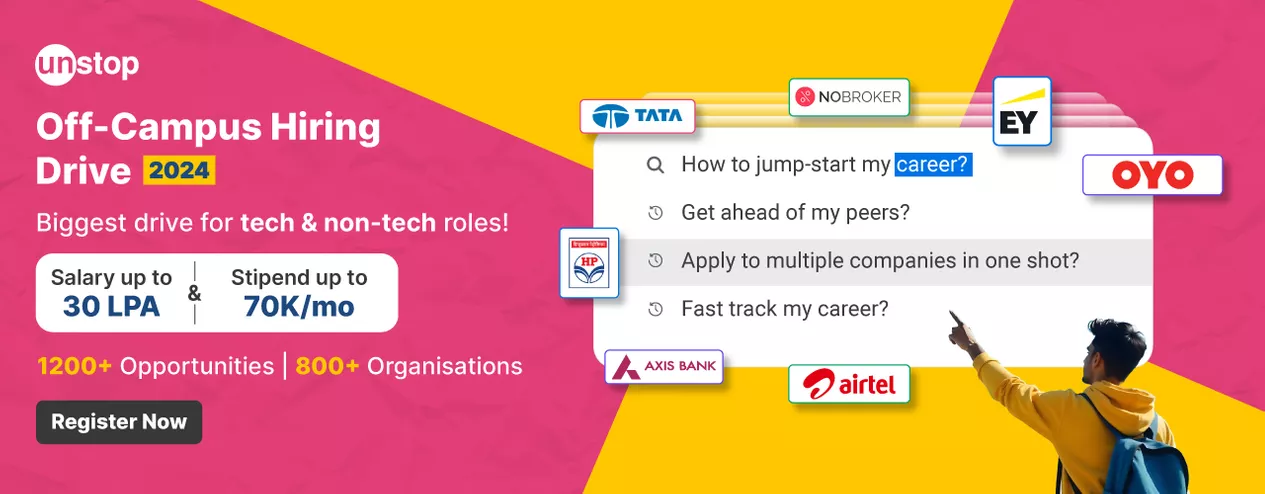 unstop
Off-Campus Hiring
Drive 2024
Biggest drive for tech & non-tech roles!
Salary up to
30 LPA
&
Stipend up to
70K/mo
1200+ Opportunities | 800+ Organisations
Register Now
TATA
NOBROKER
EY
OYO
How to jump-start my career?
Get ahead of my peers?
Apply to multiple companies in one shot?
Fast track my career?
HP
AXIS BANK
airtel